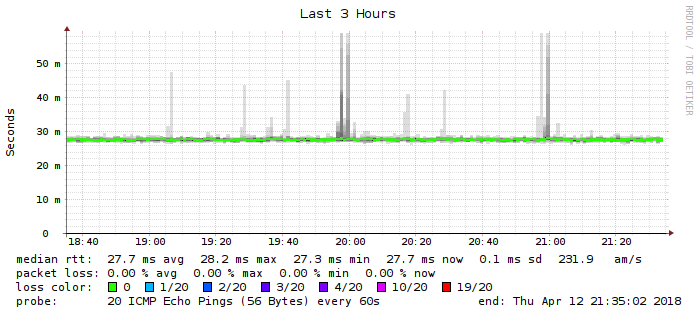 Last 3 Hours
RRDTOOL / TOBI OETIKER
Seconds
50 m
40 m
30 m
20 m
10 m
0
18:40 19:00 19:20 19:40 20:00 20:20 20:40 21:00 21:20
median rtt: 27.7 ms avg 28.2 ms max 27.3 ms min 27.7 ms now 0.1 ms sd 231.9 am/s
packet loss: 0.00 % avg 0.00 % max 0.00 % min 0.00 % now
loss color: 0 1/20 2/20 3/20 4/20 10/20 19/20
probe: 20 ICMP Echo Pings (56 Bytes) every 60s end: Thu Apr 12 21:35:02 2018